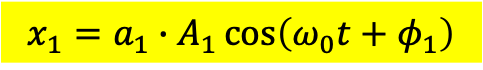 x₁ = a₁ · A₁ cos(ω₀t + ϕ₁)